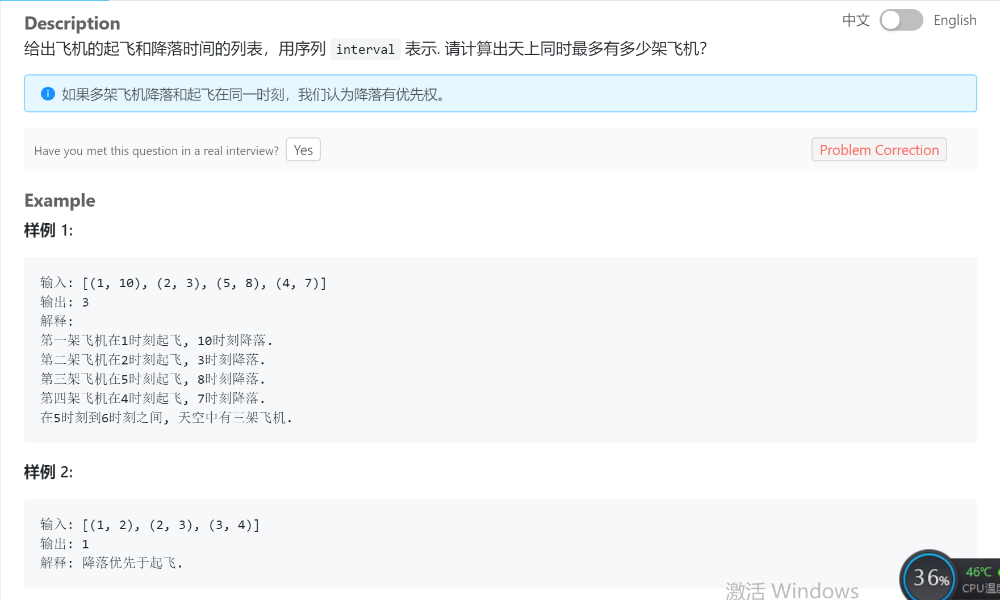 Description
中文 English
给出飞机的起飞和降落时间的列表，用序列 interval 表示. 请计算出天上同时最多有多少架飞机？
如果多架飞机降落和起飞在同一时刻，我们认为降落有优先权。
Have you met this question in a real interview? Yes
Problem Correction
Example
样例 1:
输入: [(1, 10), (2, 3), (5, 8), (4, 7)]
输出: 3
解释:
第一架飞机在1时刻起飞, 10时刻降落.
第二架飞机在2时刻起飞, 3时刻降落.
第三架飞机在5时刻起飞, 8时刻降落.
第四架飞机在4时刻起飞, 7时刻降落.
在5时刻到6时刻之间, 天空中有三架飞机.
样例 2:
输入: [(1, 2), (2, 3), (3, 4)]
输出: 1
解释: 降落优先于起飞.
激活 Windows
36%
46℃
CPU温